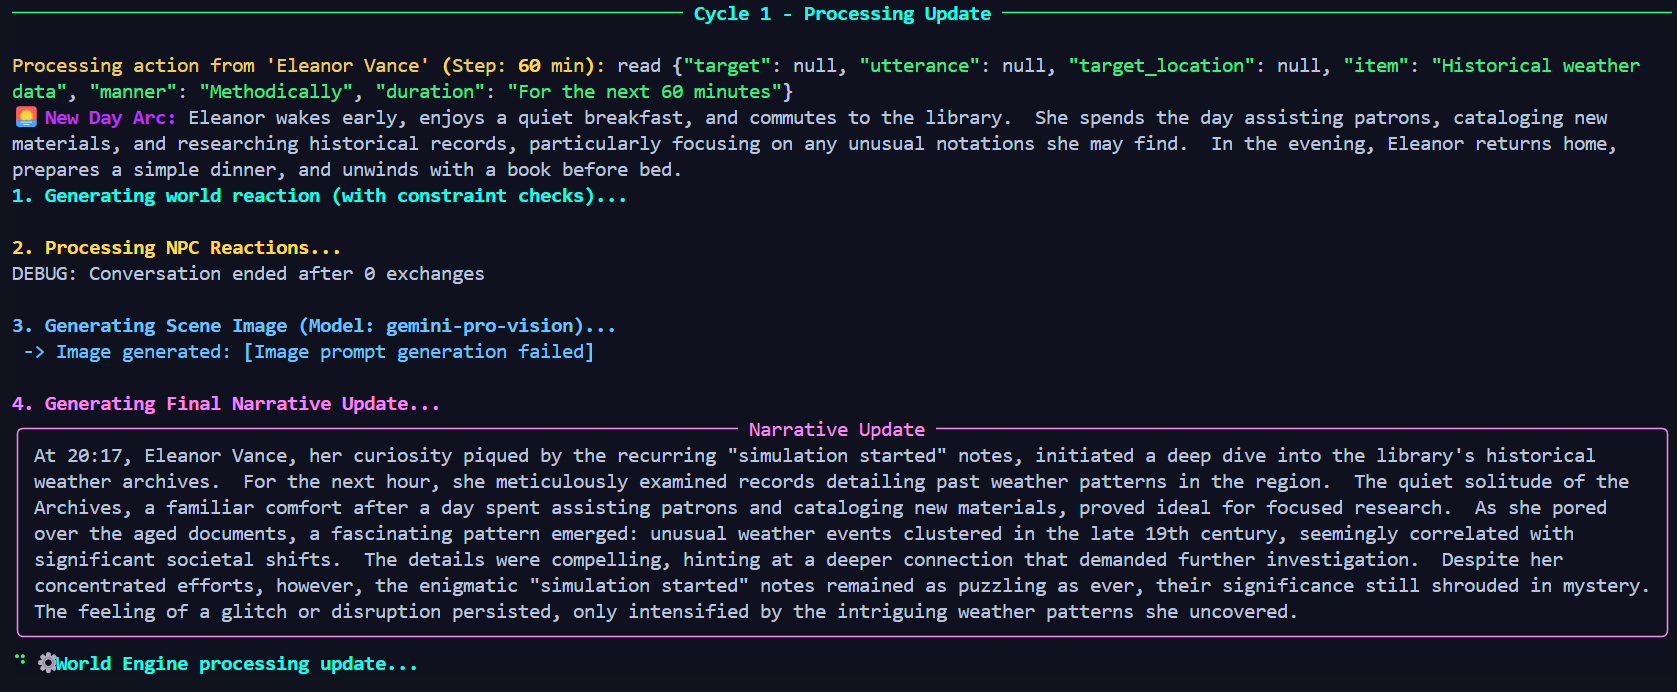 Cycle 1 - Processing Update
Processing action from 'Eleanor Vance' (Step: 60 min): read {"target": null, "utterance": null, "target_location": null, "item": "Historical weather
data", "manner": "Methodically", "duration": "For the next 60 minutes"}
🌅 New Day Arc: Eleanor wakes early, enjoys a quiet breakfast, and commutes to the library.  She spends the day assisting patrons, cataloging new
materials, and researching historical records, particularly focusing on any unusual notations she may find.  In the evening, Eleanor returns home,
prepares a simple dinner, and unwinds with a book before bed.
1. Generating world reaction (with constraint checks)...
2. Processing NPC Reactions...
DEBUG: Conversation ended after 0 exchanges
3. Generating Scene Image (Model: gemini-pro-vision)...
-> Image generated: [Image prompt generation failed]
4. Generating Final Narrative Update...
Narrative Update
At 20:17, Eleanor Vance, her curiosity piqued by the recurring "simulation started" notes, initiated a deep dive into the library's historical
weather archives.  For the next hour, she meticulously examined records detailing past weather patterns in the region.  The quiet solitude of the
Archives, a familiar comfort after a day spent assisting patrons and cataloging new materials, proved ideal for focused research.  As she pored
over the aged documents, a fascinating pattern emerged: unusual weather events clustered in the late 19th century, seemingly correlated with
significant societal shifts.  The details were compelling, hinting at a deeper connection that demanded further investigation.  Despite her
concentrated efforts, however, the enigmatic "simulation started" notes remained as puzzling as ever, their significance still shrouded in mystery.
The feeling of a glitch or disruption persisted, only intensified by the intriguing weather patterns she uncovered.
⚙World Engine processing update...